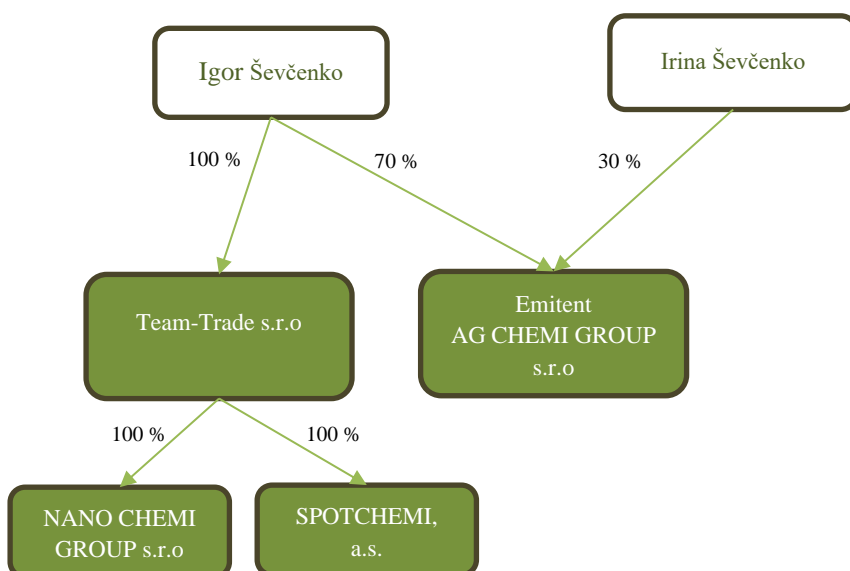 Igor Ševčenko
Irina Ševčenko
100 %
70 %
30 %
Team-Trade s.r.o
Emitent
AG CHEMI GROUP
s.r.o
100 %
100 %
NANO CHEMI
GROUP s.r.o
SPOTCHEMI,
a.s.